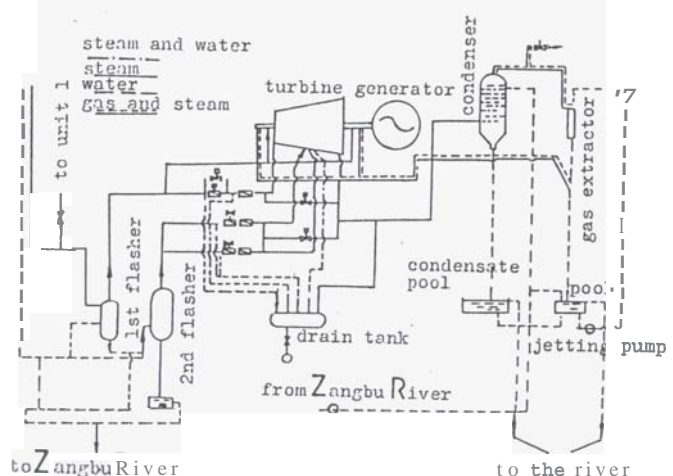 steam and water
steam
water
gas and steam
to unit 1
turbine generator
condenser
'7
gas extractor
I
1st flasher
2nd flasher
condensate
pool
pool
drain tank
jetting pump
from Zangbu River
to Zangbu River
to the river